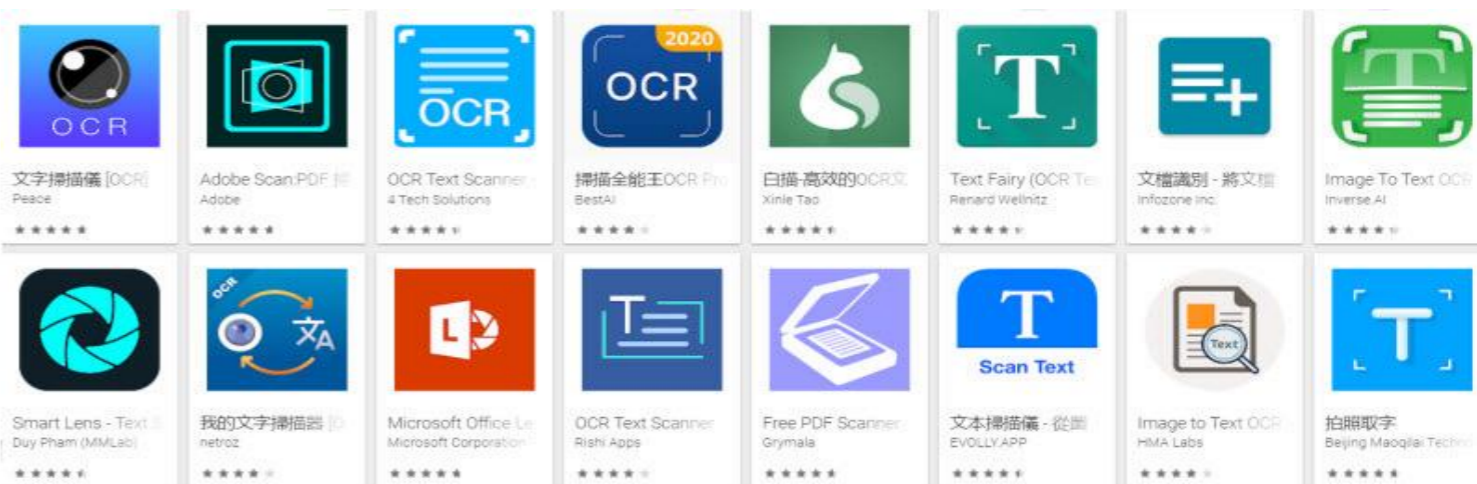 OCR
2020
OCR
OCR
T
T
文字掃描儀 [OCR]
Peace
Adobe Scan:PDF 掃
Adobe
OCR Text Scanner -
4 Tech Solutions
掃描全能王OCR Pro
BestAI
白描-高效的OCR文
Xinle Tao
Text Fairy (OCR Tex
Renard Wellnitz
文檔識別 - 將文檔
Infozone Inc.
Image To Text OCR
Inverse.AI
OCR
文A
L
T
T
Scan Text
Text
T
Smart Lens - Text S
Duy Pham (MMLab)
我的文字掃描器 [O
netroz
Microsoft Office Le
Microsoft Corporation
OCR Text Scanner
Rishi Apps
Free PDF Scanner
Grymala
文本掃描儀 - 從圖
EVOLLY.APP
Image to Text OCR
HMA Labs
拍照取字
Beijing Maoqilai Techn